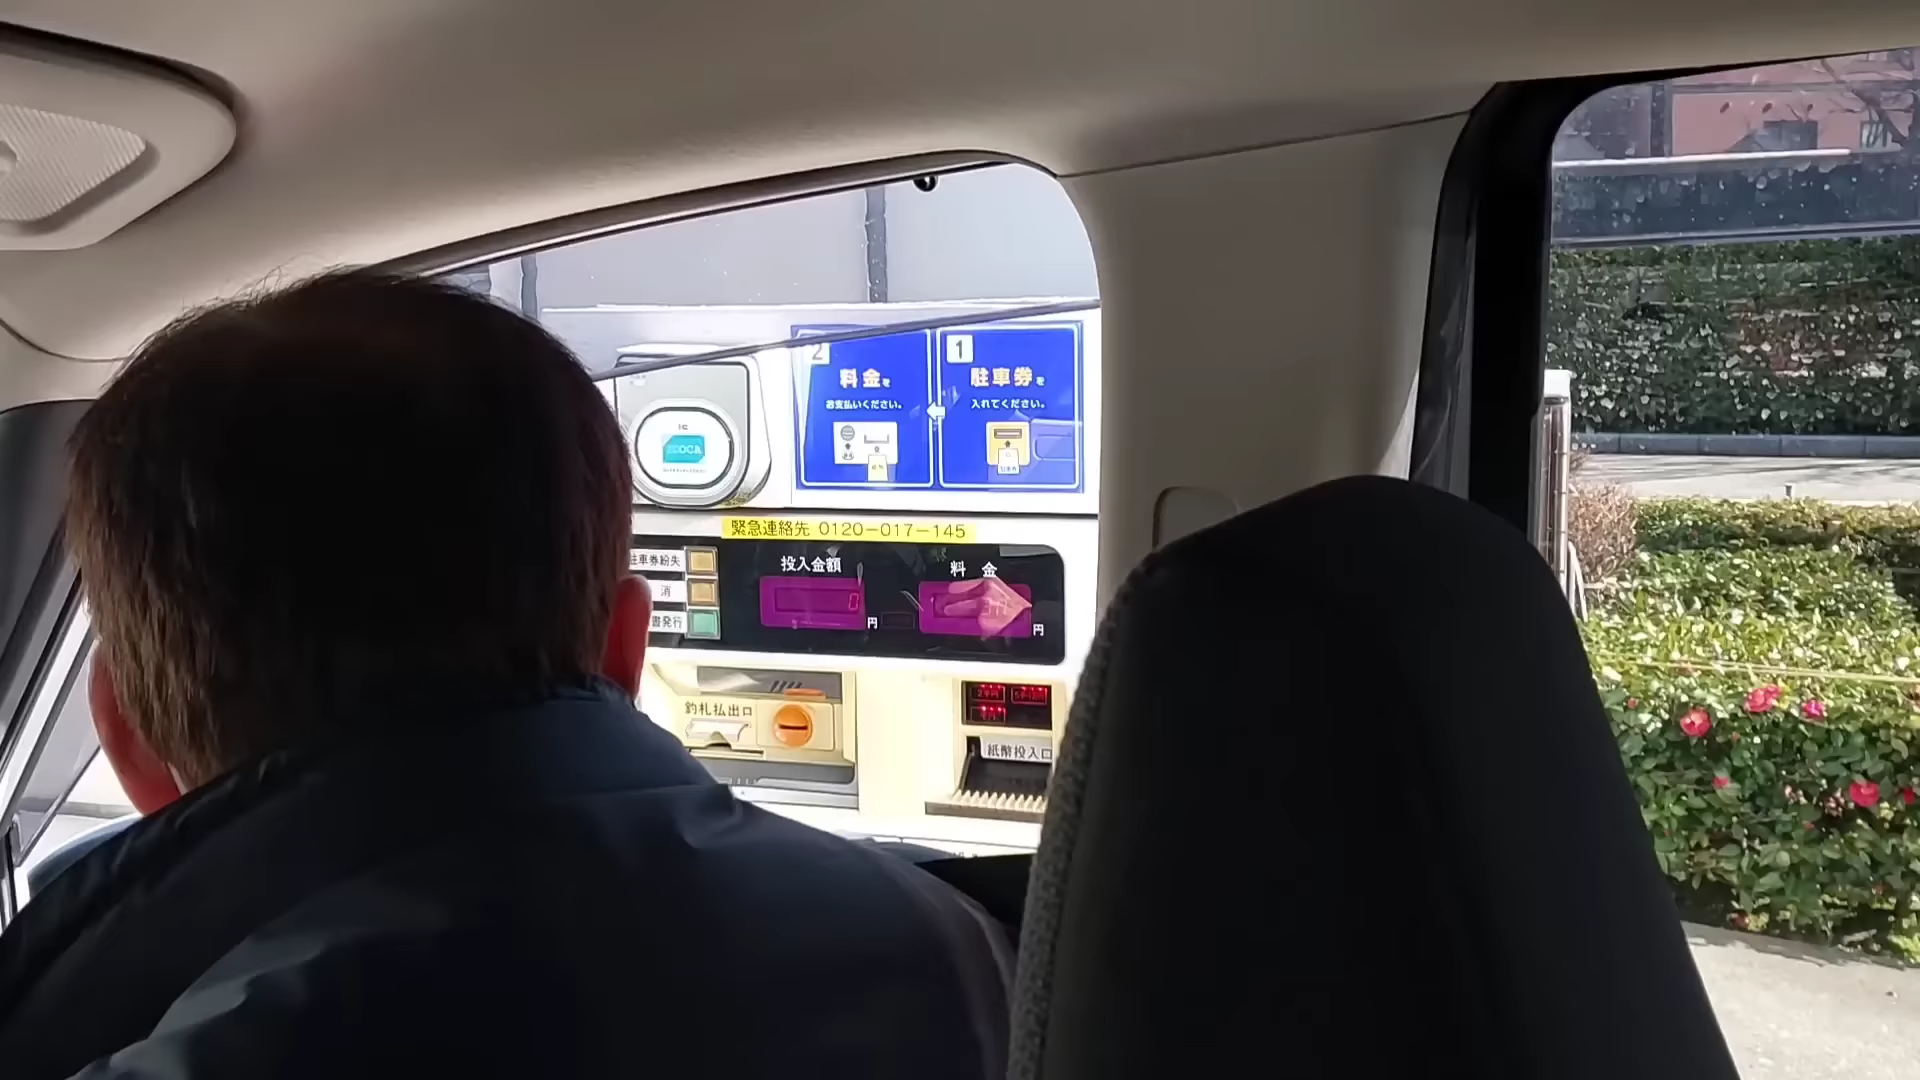 2
料金を
お支払いください。
1
駐車券を
入れてください。
緊急連絡先 0120-017-145
駐車券紛失
投入金額
料 金
消
0
円
円
書発行
釣札払出口
紙幣投入口